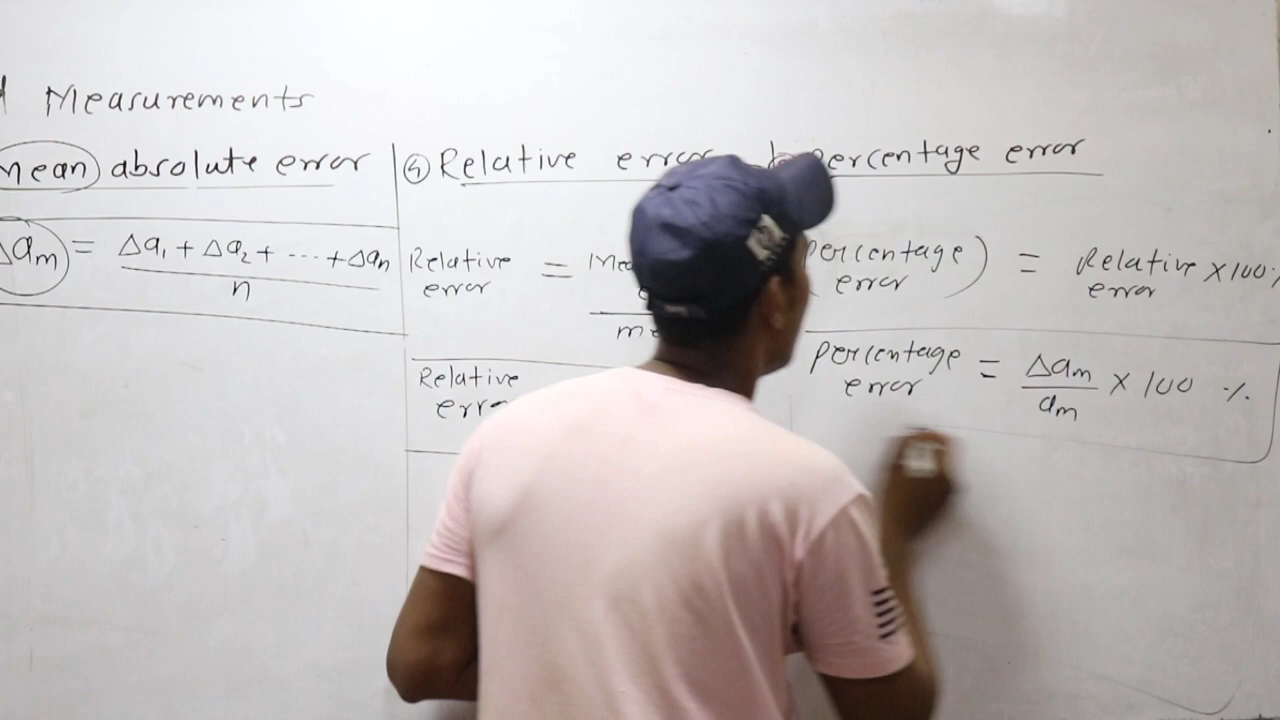 Measurements
mean absolute error
Δam = Δa1 + Δa2 + ... + Δan
n
④ Relative error
Percentage error
Relative error =
Relative
Percentage error) = Relative error × 100 %
Percentage error = Δam / am × 100 %